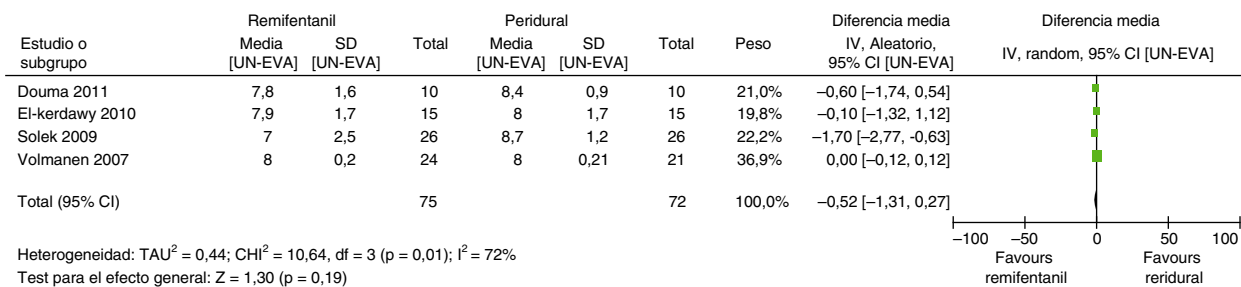 Remifentanil Peridural Diferencia media Diferencia media
Estudio o subgrupo Media [UN-EVA] SD [UN-EVA] Total Media [UN-EVA] SD [UN-EVA] Total Peso IV, Aleatorio, 95% CI [UN-EVA] IV, random, 95% CI [UN-EVA]
Douma 2011 7,8 1,6 10 8,4 0,9 10 21,0% –0,60 [–1,74, 0,54]
El-kerdawy 2010 7,9 1,7 15 8 1,7 15 19,8% –0,10 [–1,32, 1,12]
Solek 2009 7 2,5 26 8,7 1,2 26 22,2% –1,70 [–2,77, -0,63]
Volmanen 2007 8 0,2 24 8 0,21 21 36,9% 0,00 [–0,12, 0,12]
Total (95% CI) 75 72 100,0% –0,52 [–1,31, 0,27]
–100 –50 0 50 100
Favours remifentanil Favours reridural
Heterogeneidad: TAU² = 0,44; CHI² = 10,64, df = 3 (p = 0,01); I² = 72%
Test para el efecto general: Z = 1,30 (p = 0,19)